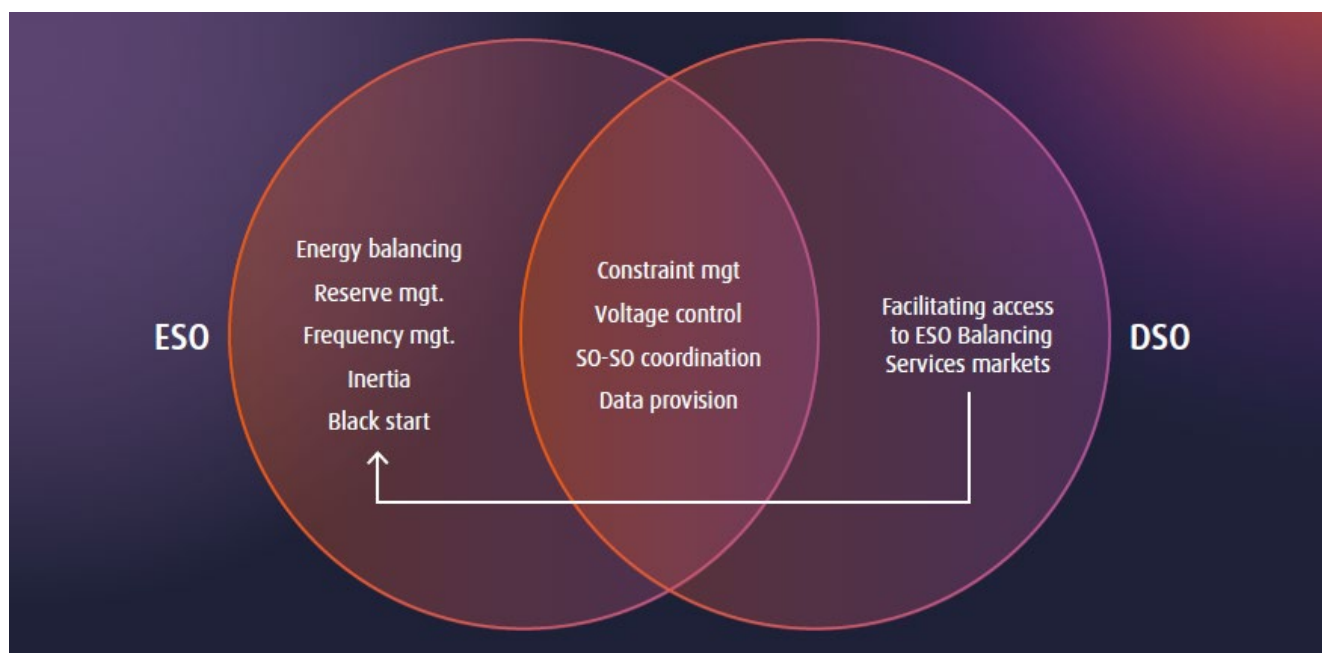 ESO
Energy balancing
Reserve mgt.
Frequency mgt.
Inertia
Black start
Constraint mgt
Voltage control
SO-SO coordination
Data provision
Facilitating access
to ESO Balancing
Services markets
DSO